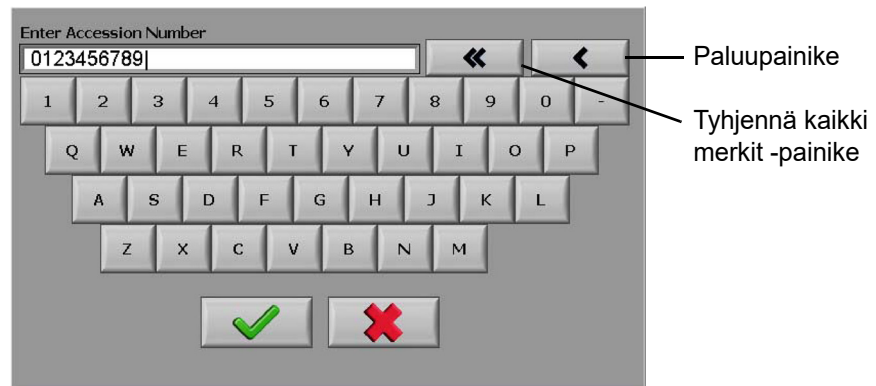 Enter Accession Number
0123456789
Paluupainike
Tyhjennä kaikki
merkit -painike
1 2 3 4 5 6 7 8 9 0 -
Q W E R T Y U I O P
A S D F G H J K L
Z X C V B N M